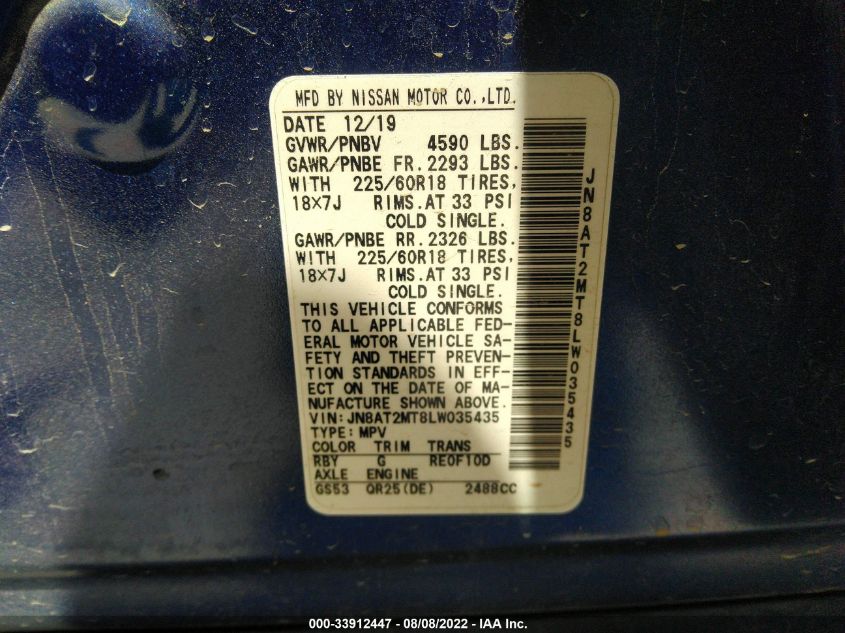 MFD BY NISSAN MOTOR CO.,LTD.
DATE 12/19
GVWR/PNBV 4590 LBS.
GAWR/PNBE FR.2293 LBS.
WITH 225/60R18 TIRES,
18×7J RIMS.AT 33 PSI
COLD SINGLE.
GAWR/PNBE RR.2326 LBS.
WITH 225/60R18 TIRES,
18×7J RIMS.AT 33 PSI
COLD SINGLE.
THIS VEHICLE CONFORMS
TO ALL APPLICABLE FED-
ERAL MOTOR VEHICLE SA-
FETY AND THEFT PREVEN-
TION STANDARDS IN EFF-
ECT ON THE DATE OF MA-
NUFACTURE SHOWN ABOVE.
VIN:JN8AT2MT8LW035435
TYPE:MPV
COLOR TRIM TRANS
RBY G RE0F10D
AXLE ENGINE
GS53 QR25(DE) 2488CC
JN8AT2MT8LW035435
000-33912447 - 08/08/2022 - IAA Inc.